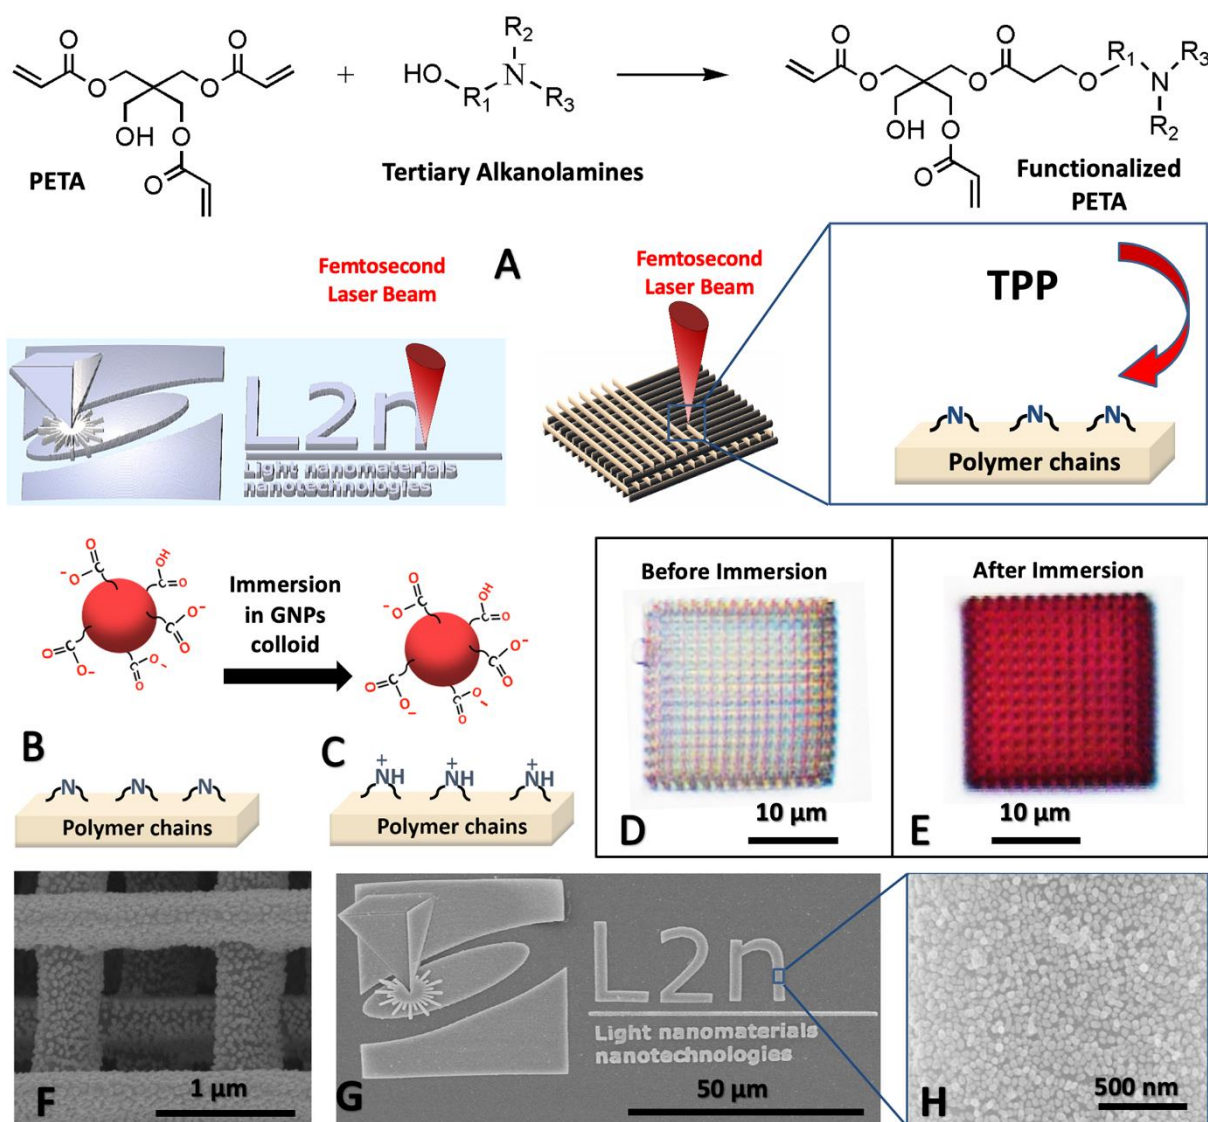 O
O
O
O
OH
O
O
PETA
+
HO
R1
N
R2
R3
Tertiary Alkanolamines
O
O
O
O
OH
O
O
O
R1
N
R3
R2
Functionalized
PETA
A
Femtosecond
Laser Beam
Femtosecond
Laser Beam
TPP
L2n
Light nanomaterials
nanotechnologies
N N N
Polymer chains
O
C
O-
OH
C
O
O
C
O-
C
O-
O
C
O-
O
C
O
Immersion
in GNPs
colloid
O
C
O-
OH
C
O
O
C
O-
C
O-
O
C
O-
O
C
O
B
N N N
Polymer chains
C
+ + +
NH NH NH
Polymer chains
Before Immersion
D
10 μm
After Immersion
E
10 μm
F
1 μm
L2n
Light nanomaterials
nanotechnologies
G
50 μm
H
500 nm